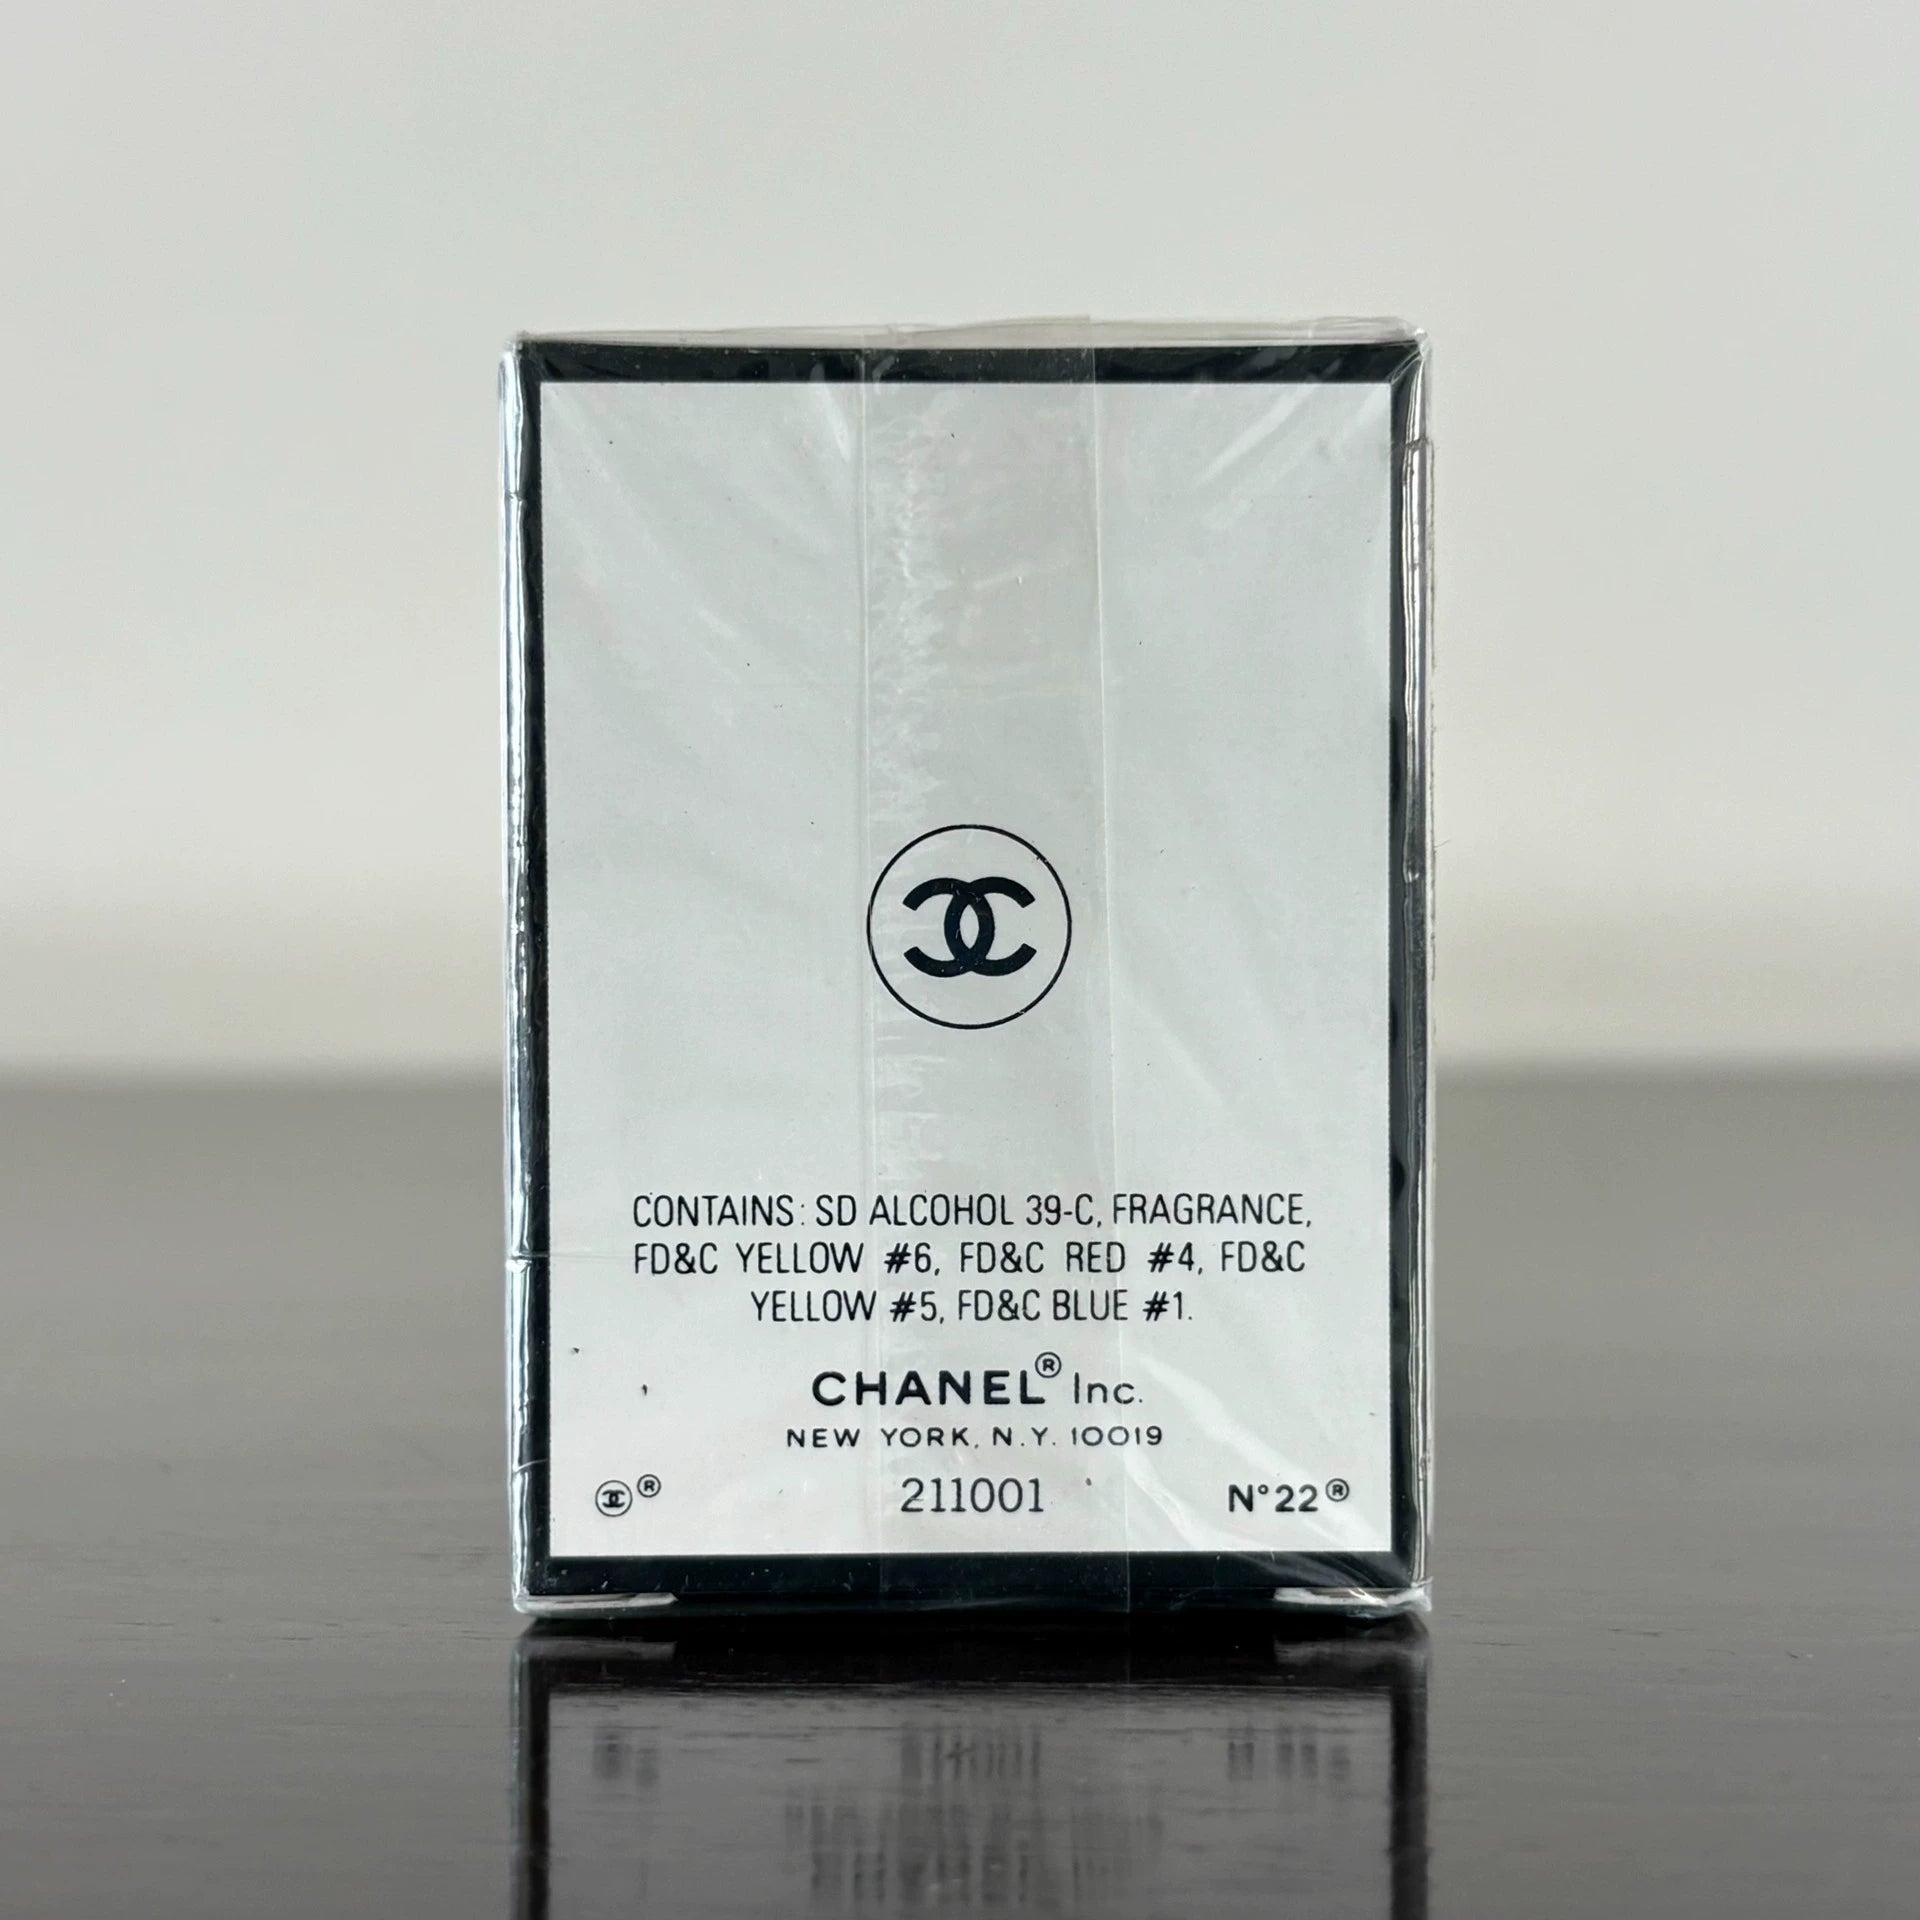 CONTAINS: SD ALCOHOL 39-C, FRAGRANCE,
FD&C YELLOW #6, FD&C RED #4, FD&C
YELLOW #5, FD&C BLUE #1.
CHANEL® Inc.
NEW YORK, N.Y. 10019
® 211001 N°22®